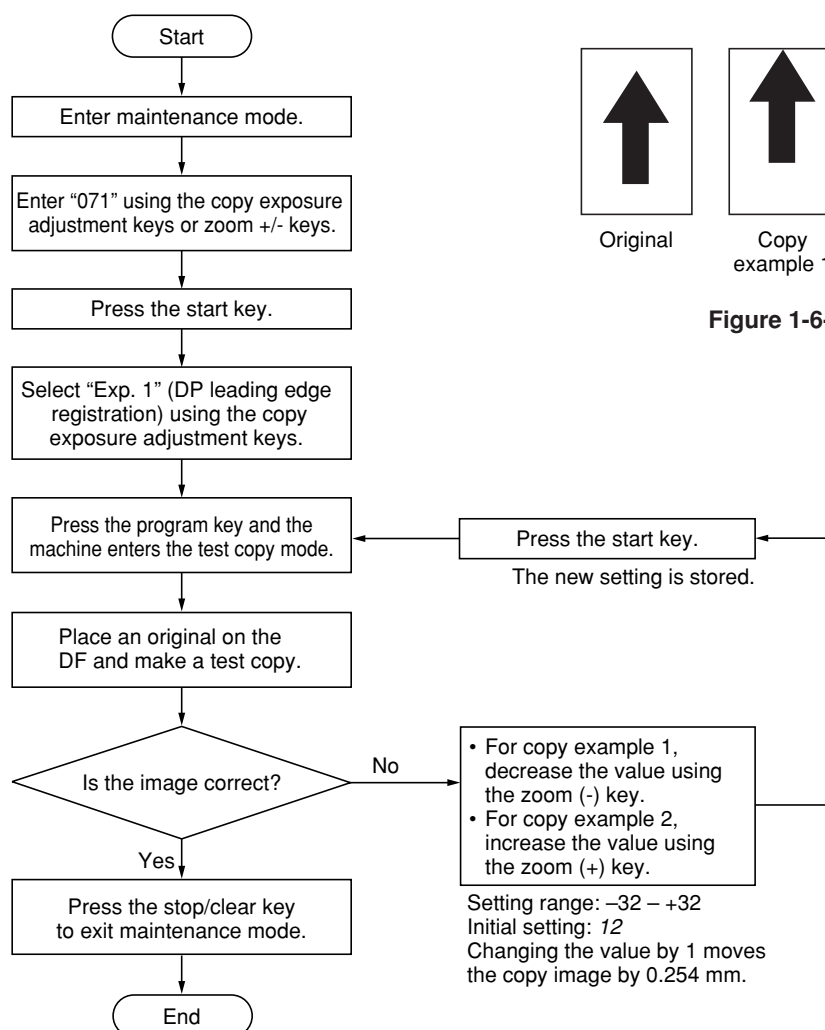 Start
Enter maintenance mode.
Enter “071” using the copy exposure
adjustment keys or zoom +/- keys.
Press the start key.
Select “Exp. 1” (DP leading edge
registration) using the copy
exposure adjustment keys.
Press the program key and the
machine enters the test copy mode.
Press the start key.
The new setting is stored.
Place an original on the
DF and make a test copy.
Is the image correct?
No
Yes
• For copy example 1,
decrease the value using
the zoom (-) key.
• For copy example 2,
increase the value using
the zoom (+) key.
Setting range: –32 – +32
Initial setting: 12
Changing the value by 1 moves
the copy image by 0.254 mm.
Press the stop/clear key
to exit maintenance mode.
End
Original
Copy
example 1
Figure 1-6-